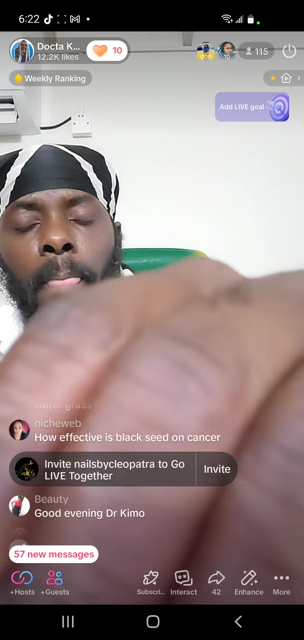 6:22
Docta K...
12.2K likes
10
115
Weekly Ranking
Add LIVE goal
water grass
nicheweb
How effective is black seed on cancer
Invite nailsbycleopatra to Go
LIVE Together
Invite
Beauty
Good evening Dr Kimo
57 new messages
+Hosts
+Guests
Subscri...
Interact
42
Enhance
More